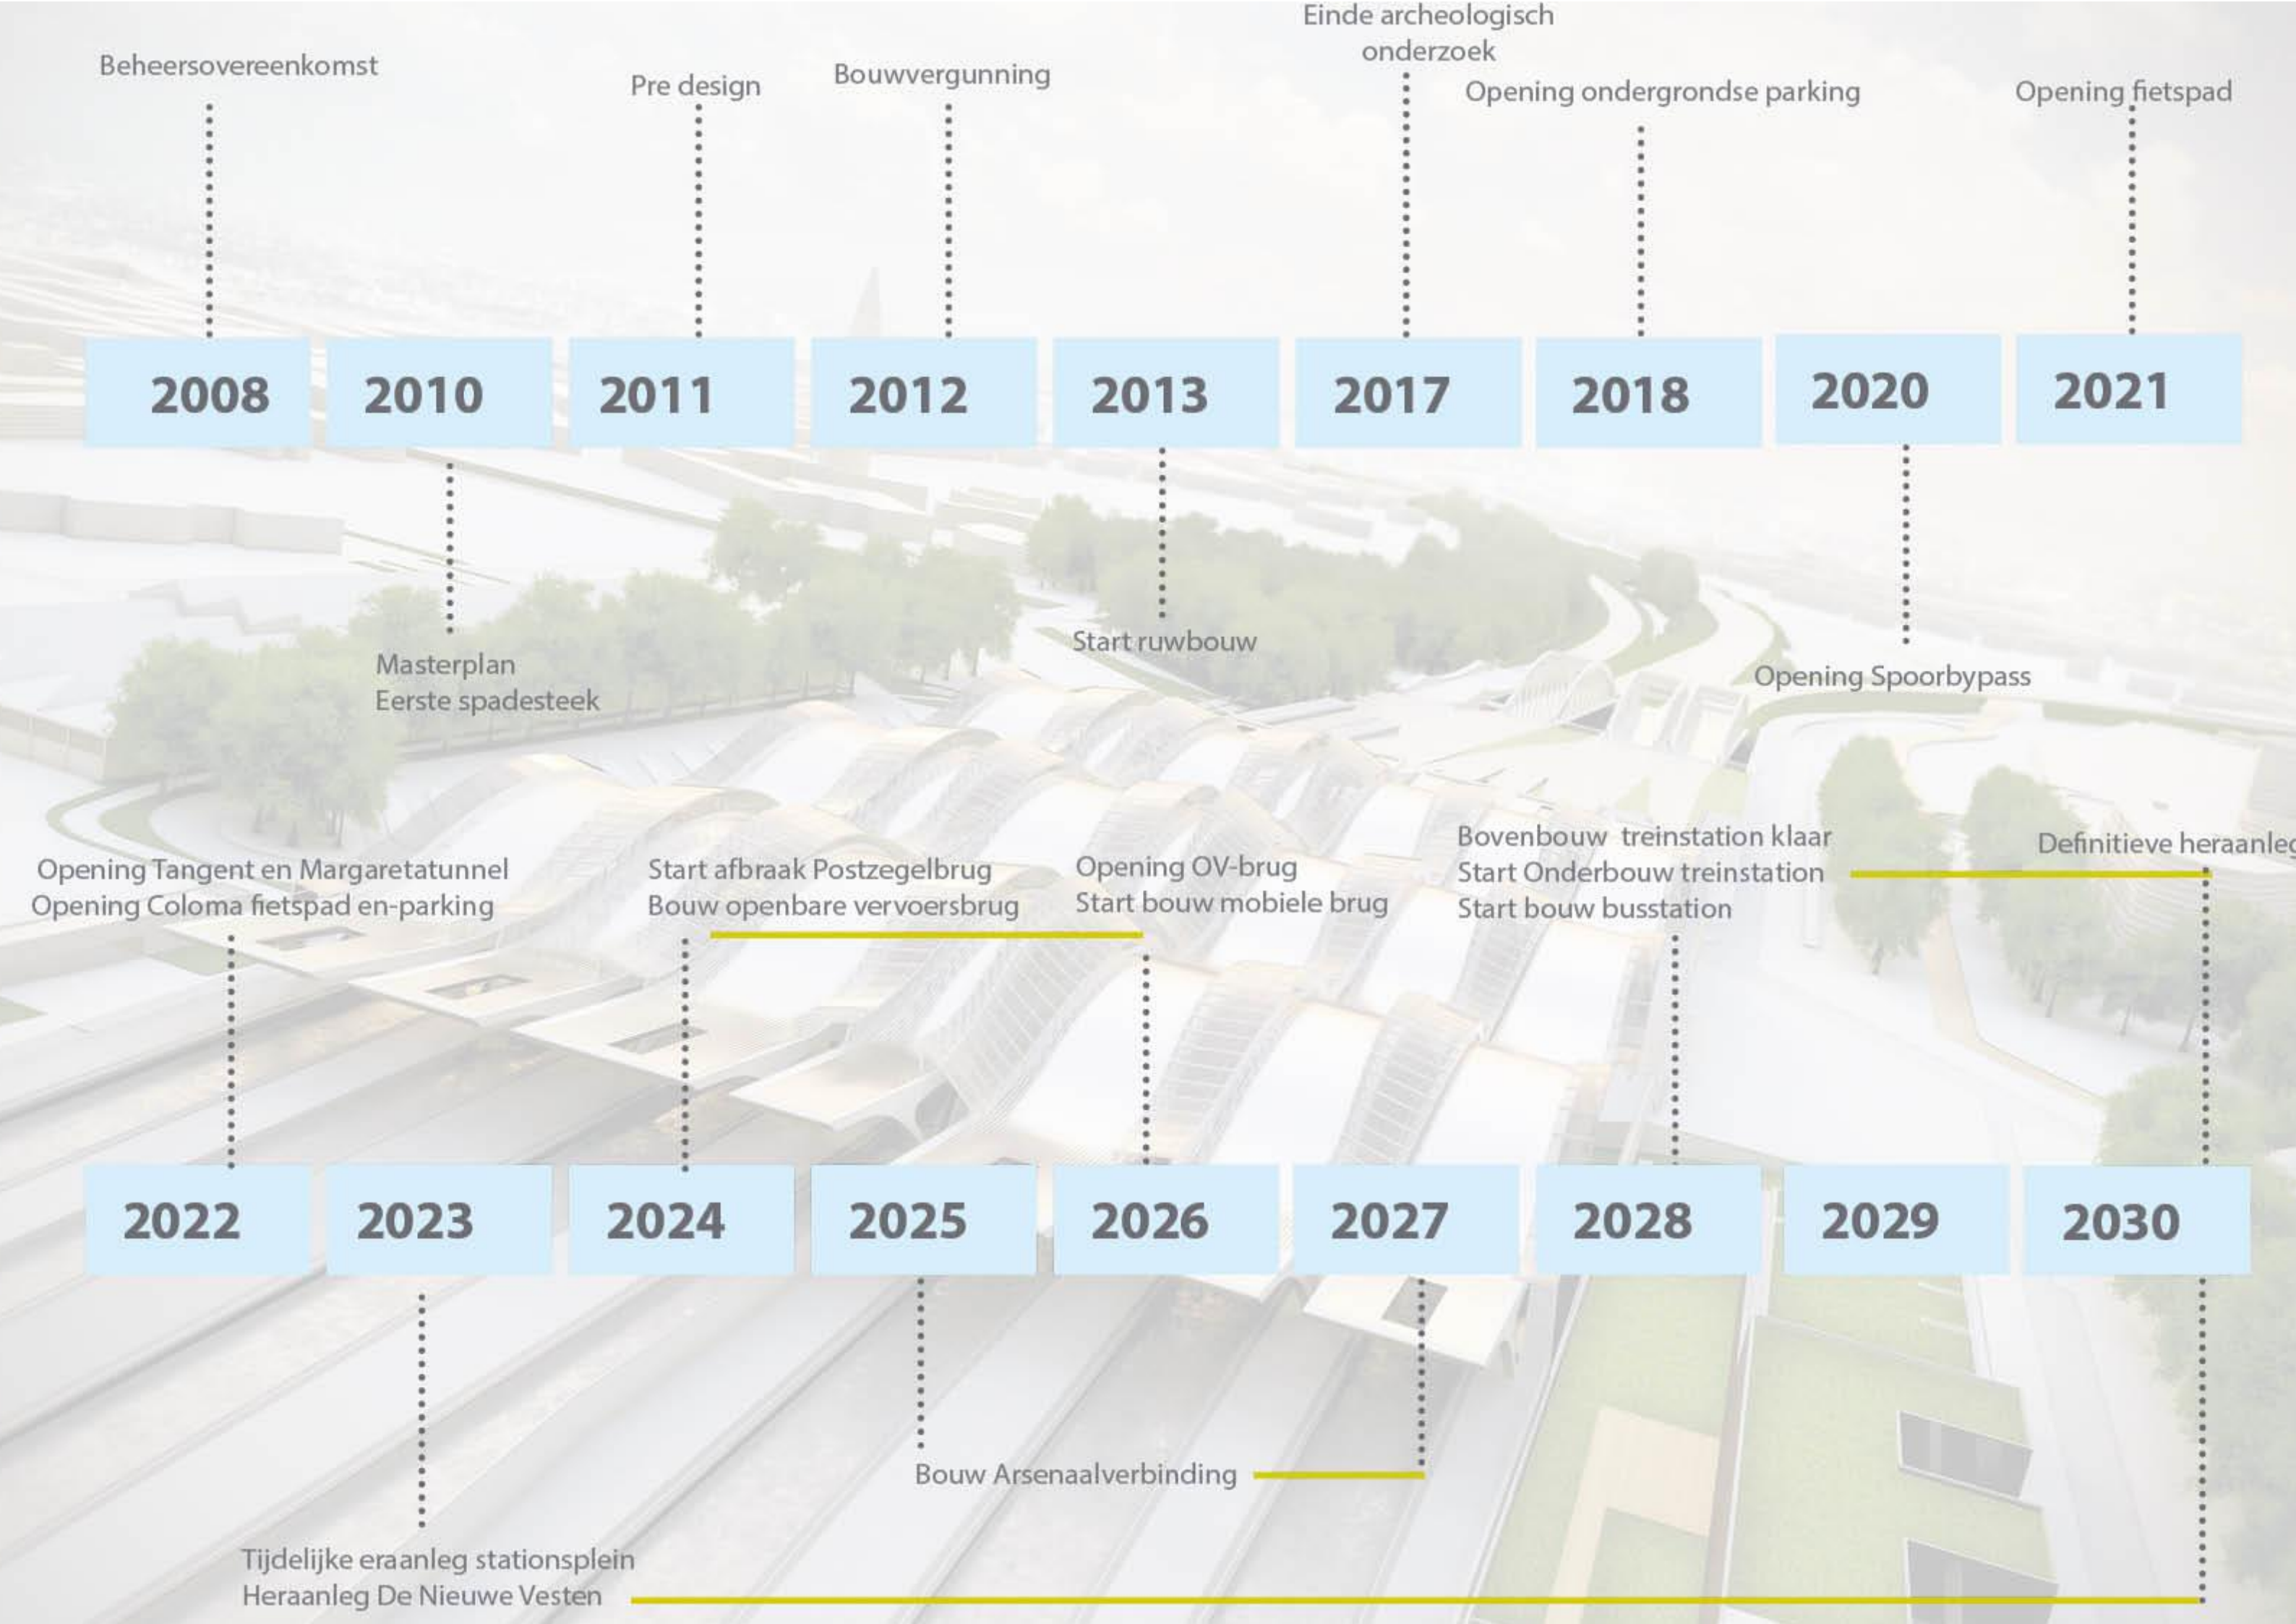 Einde archeologisch
onderzoek
Beheersovereenkomst
Pre design
Bouwvergunning
Opening ondergrondse parking
Opening fietspad
2008
2010
2011
2012
2013
2017
2018
2020
2021
Masterplan
Eerste spadesteek
Start ruwbouw
Opening Spoorbypass
Opening Tangent en Margaretatunnel
Opening Coloma fietspad en-parking
Start afbraak Postzegelbrug
Bouw openbare vervoersbrug
Opening OV-brug
Start bouw mobiele brug
Bovenbouw treinstation klaar
Start Onderbouw treinstation
Start bouw busstation
Definitieve heraanleg
2022
2023
2024
2025
2026
2027
2028
2029
2030
Bouw Arsenaalverbinding
Tijdelijke eraanleg stationsplein
Heraanleg De Nieuwe Vesten